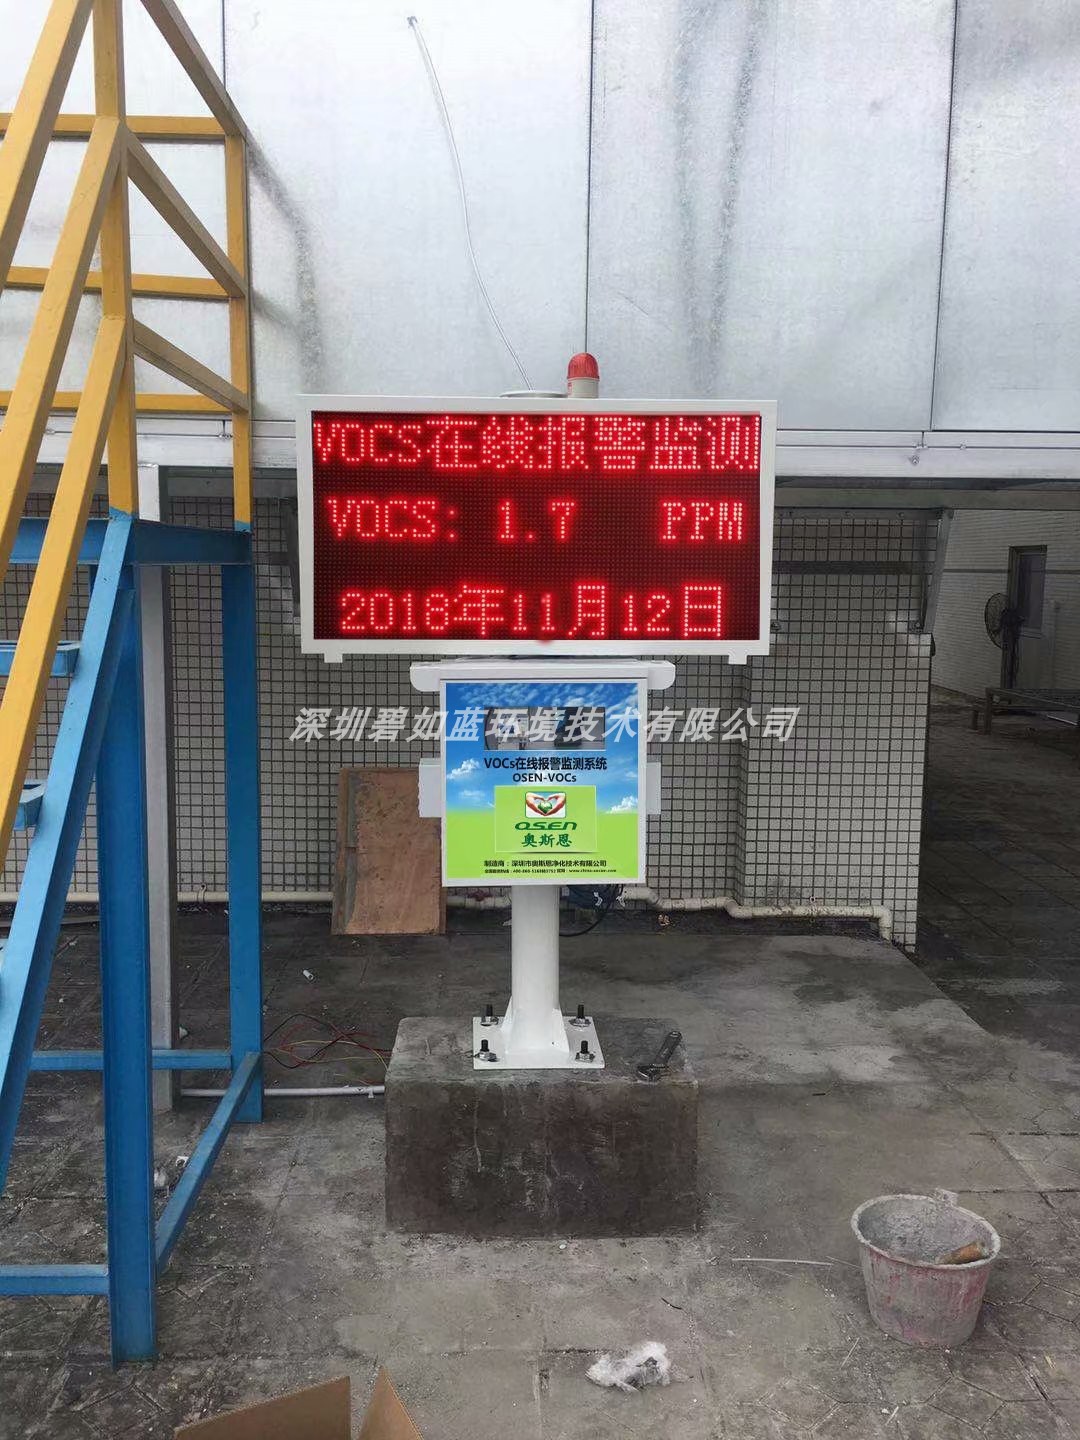 VOCS在线报警监测
VOCS: 1.7 PPM
2018年11月12日
深圳碧如蓝环境技术有限公司
VOCs在线报警监测系统
OSEN-VOCs
OSEN
奥斯恩
制造商：深圳市奥斯恩净化技术有限公司